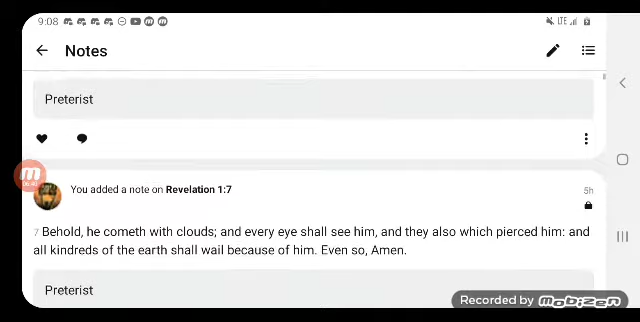 9:08
LTE
Notes
Preterist
You added a note on Revelation 1:7
5h
7 Behold, he cometh with clouds; and every eye shall see him, and they also which pierced him: and
all kindreds of the earth shall wail because of him. Even so, Amen.
Preterist
Recorded by mobizen